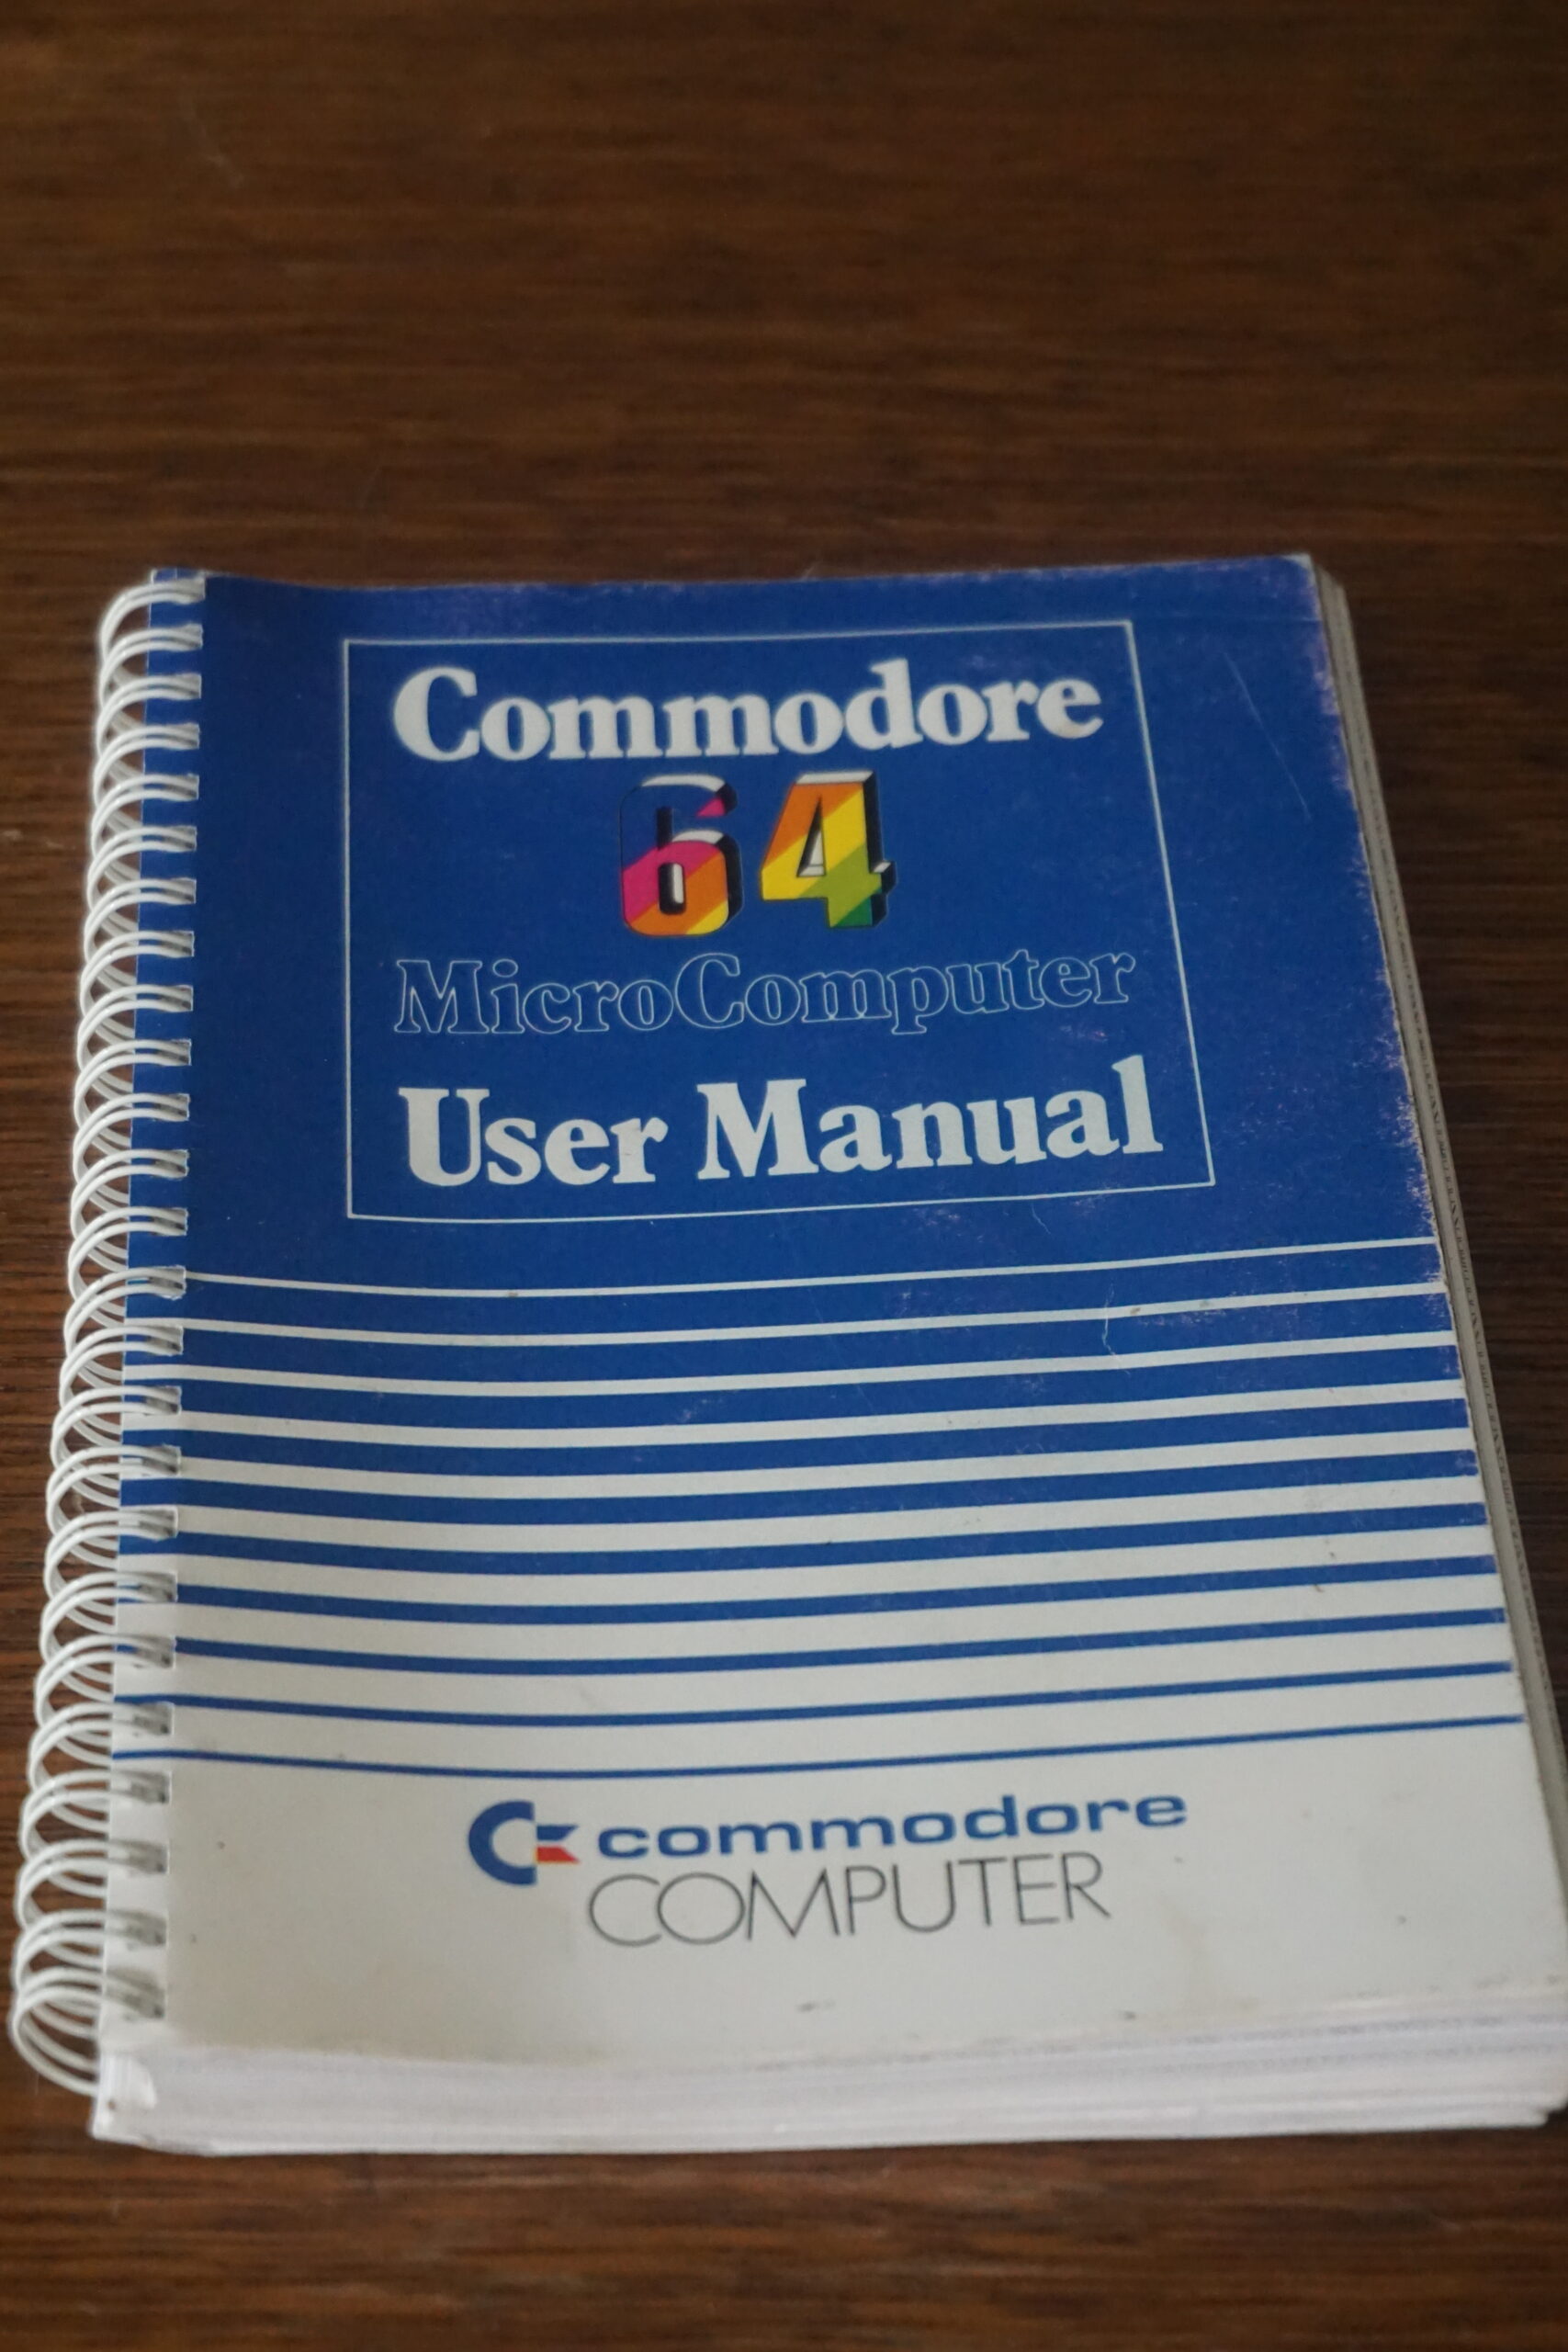 Commodore
64
MicroComputer
User Manual
commodore
COMPUTER